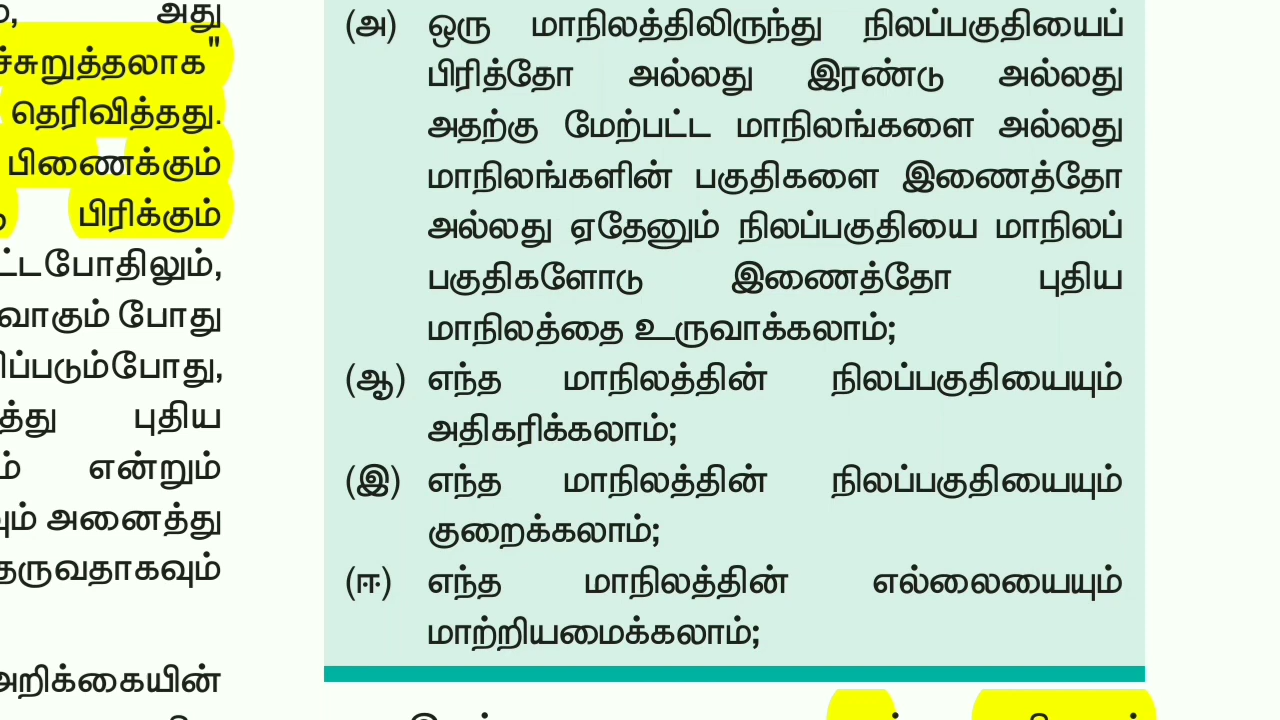 அது
ச்சுறுத்தலாக"
தெரிவித்தது.
பிணைக்கும்
பிரிக்கும்
ட்டபோதிலும்,
வாகும் போது
ப்படும்போது,
த்து புதிய
ம் என்றும்
வும் அனைத்து
தருவதாகவும்
அறிக்கையின்
(அ) ஒரு மாநிலத்திலிருந்து நிலப்பகுதியைப்
பிரித்தோ அல்லது இரண்டு அல்லது
அதற்கு மேற்பட்ட மாநிலங்களை அல்லது
மாநிலங்களின் பகுதிகளை இணைத்தோ
அல்லது ஏதேனும் நிலப்பகுதியை மாநிலப்
பகுதிகளோடு இணைத்தோ புதிய
மாநிலத்தை உருவாக்கலாம்;
(ஆ) எந்த மாநிலத்தின் நிலப்பகுதியையும்
அதிகரிக்கலாம்;
(இ) எந்த மாநிலத்தின் நிலப்பகுதியையும்
குறைக்கலாம்;
(ஈ) எந்த மாநிலத்தின் எல்லையையும்
மாற்றியமைக்கலாம்;